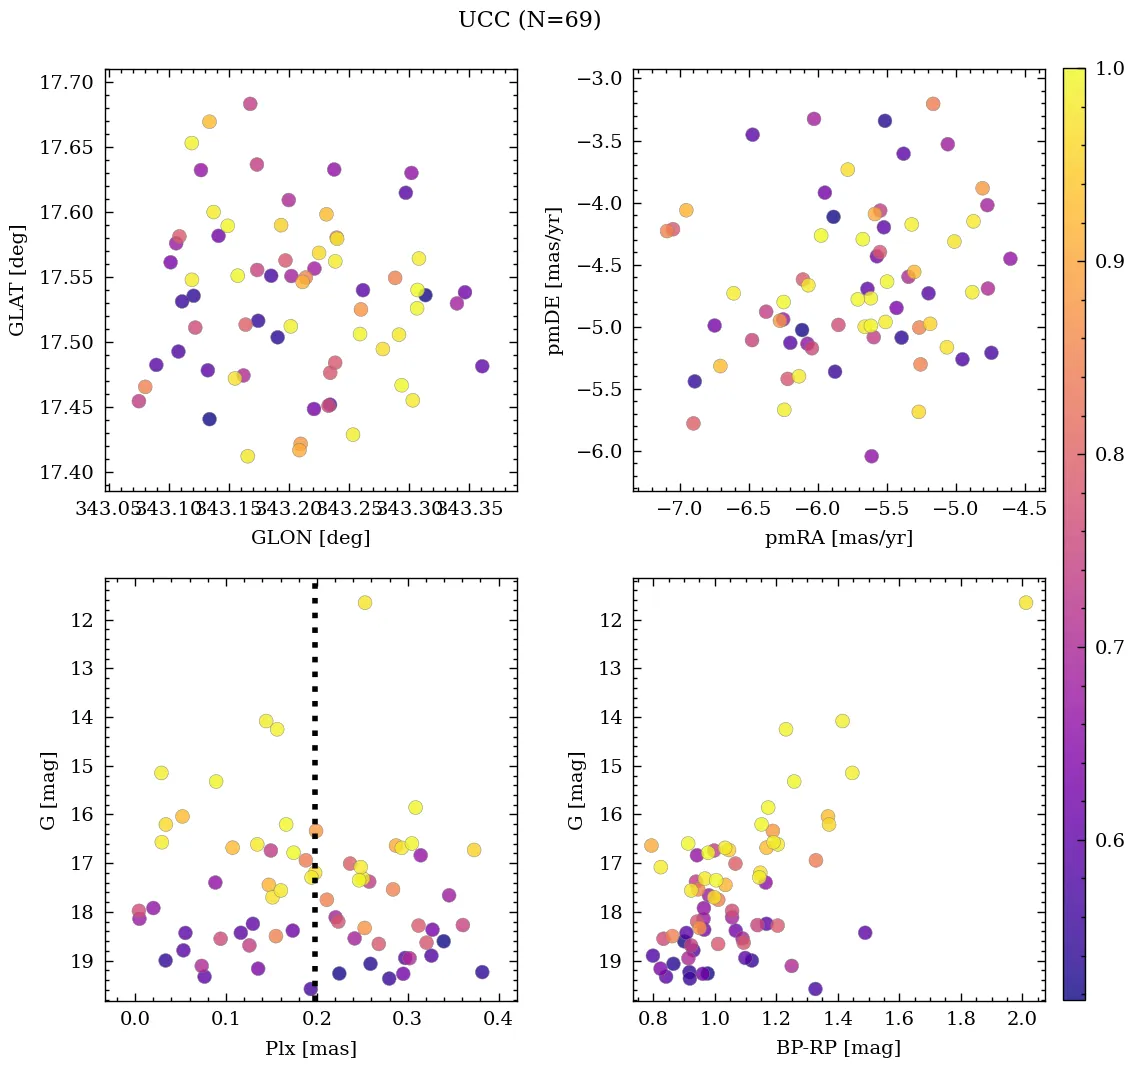 UCC (N=69)
17.70
17.65
17.60
17.55
17.50
17.45
17.40
GLAT [deg]
343.05 343.10 343.15 343.20 343.25 343.30 343.35
GLON [deg]
−3.0
−3.5
−4.0
−4.5
−5.0
−5.5
−6.0
pmDE [mas/yr]
−7.0 −6.5 −6.0 −5.5 −5.0 −4.5
pmRA [mas/yr]
1.0
0.9
0.8
0.7
0.6
12
13
14
15
16
17
18
19
G [mag]
0.0 0.1 0.2 0.3 0.4
Plx [mas]
12
13
14
15
16
17
18
19
G [mag]
0.8 1.0 1.2 1.4 1.6 1.8 2.0
BP-RP [mag]